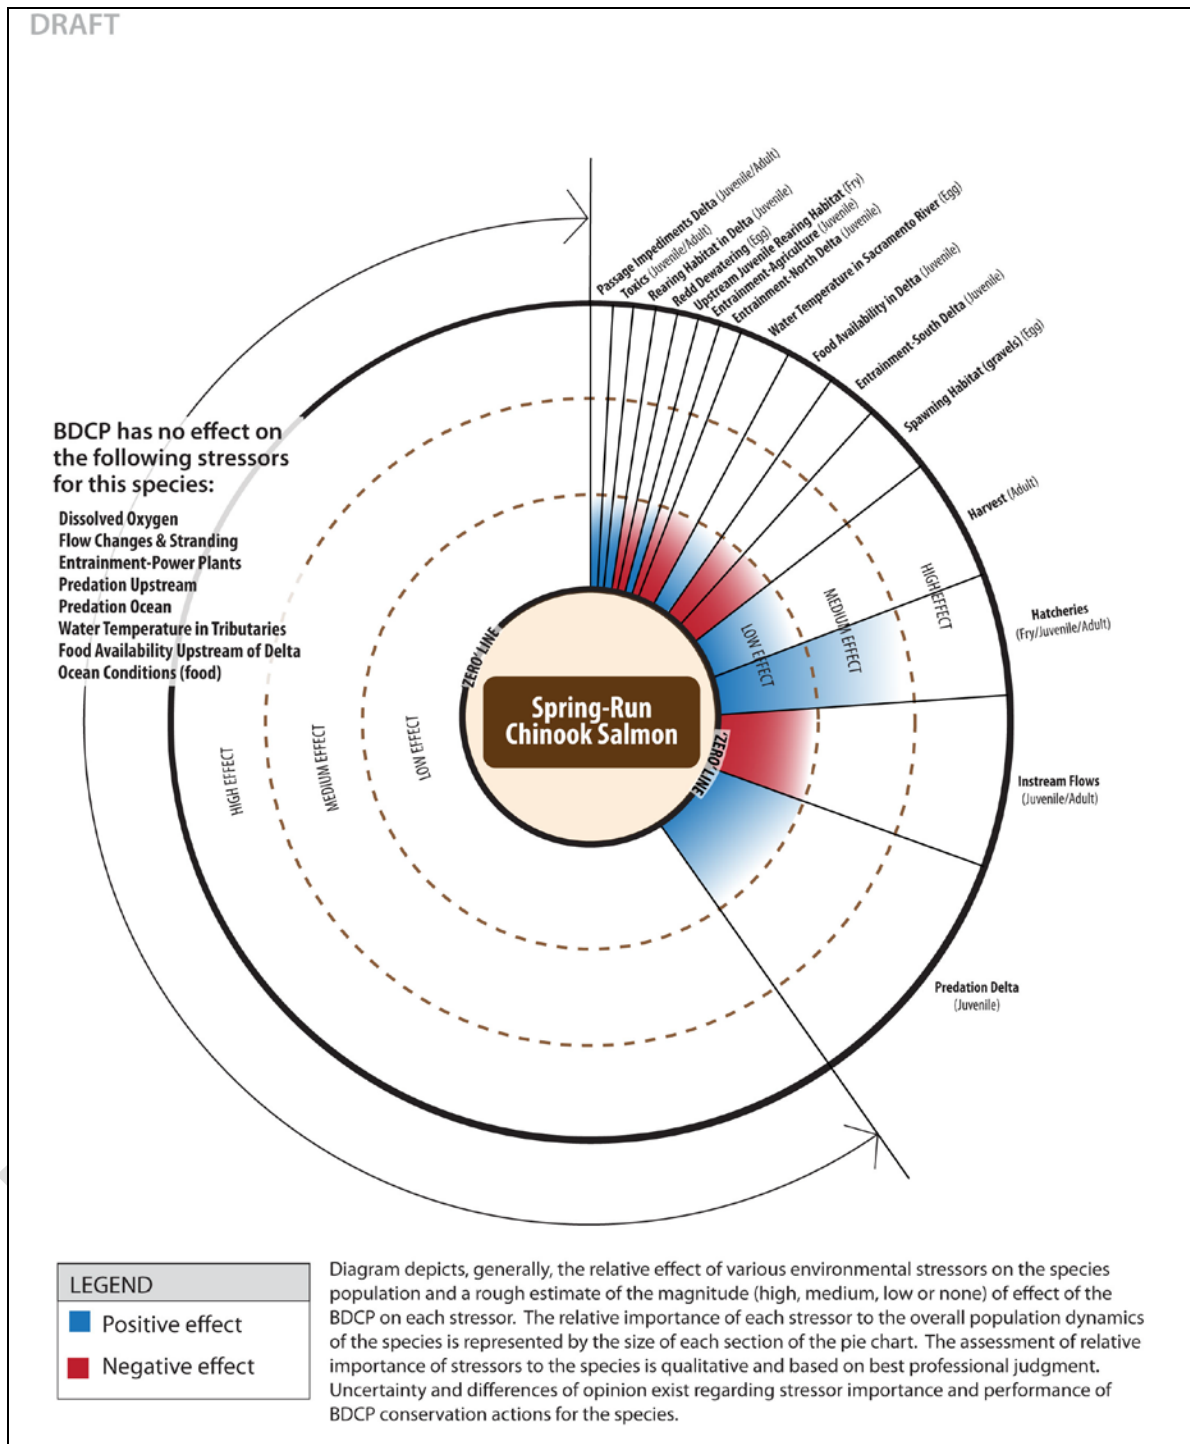 DRAFT
Passage Impediments Delta (Juvenile/Adult)
Toxics (Juvenile/Adult)
Rearing Habitat in Delta (Juvenile)
Redd Dewatering (Egg)
Upstream Juvenile Rearing Habitat (Fry)
Entrainment-Agriculture (Juvenile)
Entrainment-North Delta (Juvenile)
Water Temperature in Sacramento River (Egg)
Food Availability in Delta (Juvenile)
Entrainment-South Delta (Juvenile)
Spawning Habitat (gravels) (Egg)
Harvest (Adult)
Hatcheries
(Fry/Juvenile/Adult)
Instream Flows
(Juvenile/Adult)
Predation Delta
(Juvenile)
BDCP has no effect on
the following stressors
for this species:
Dissolved Oxygen
Flow Changes & Stranding
Entrainment-Power Plants
Predation Upstream
Predation Ocean
Water Temperature in Tributaries
Food Availability Upstream of Delta
Ocean Conditions (food)
HIGH EFFECT
MEDIUM EFFECT
LOW EFFECT
'ZERO' LINE
Spring-Run
Chinook Salmon
'ZERO' LINE
LOW EFFECT
MEDIUM EFFECT
HIGH EFFECT
LEGEND
Positive effect
Negative effect
Diagram depicts, generally, the relative effect of various environmental stressors on the species
population and a rough estimate of the magnitude (high, medium, low or none) of effect of the
BDCP on each stressor. The relative importance of each stressor to the overall population dynamics
of the species is represented by the size of each section of the pie chart. The assessment of relative
importance of stressors to the species is qualitative and based on best professional judgment.
Uncertainty and differences of opinion exist regarding stressor importance and performance of
BDCP conservation actions for the species.